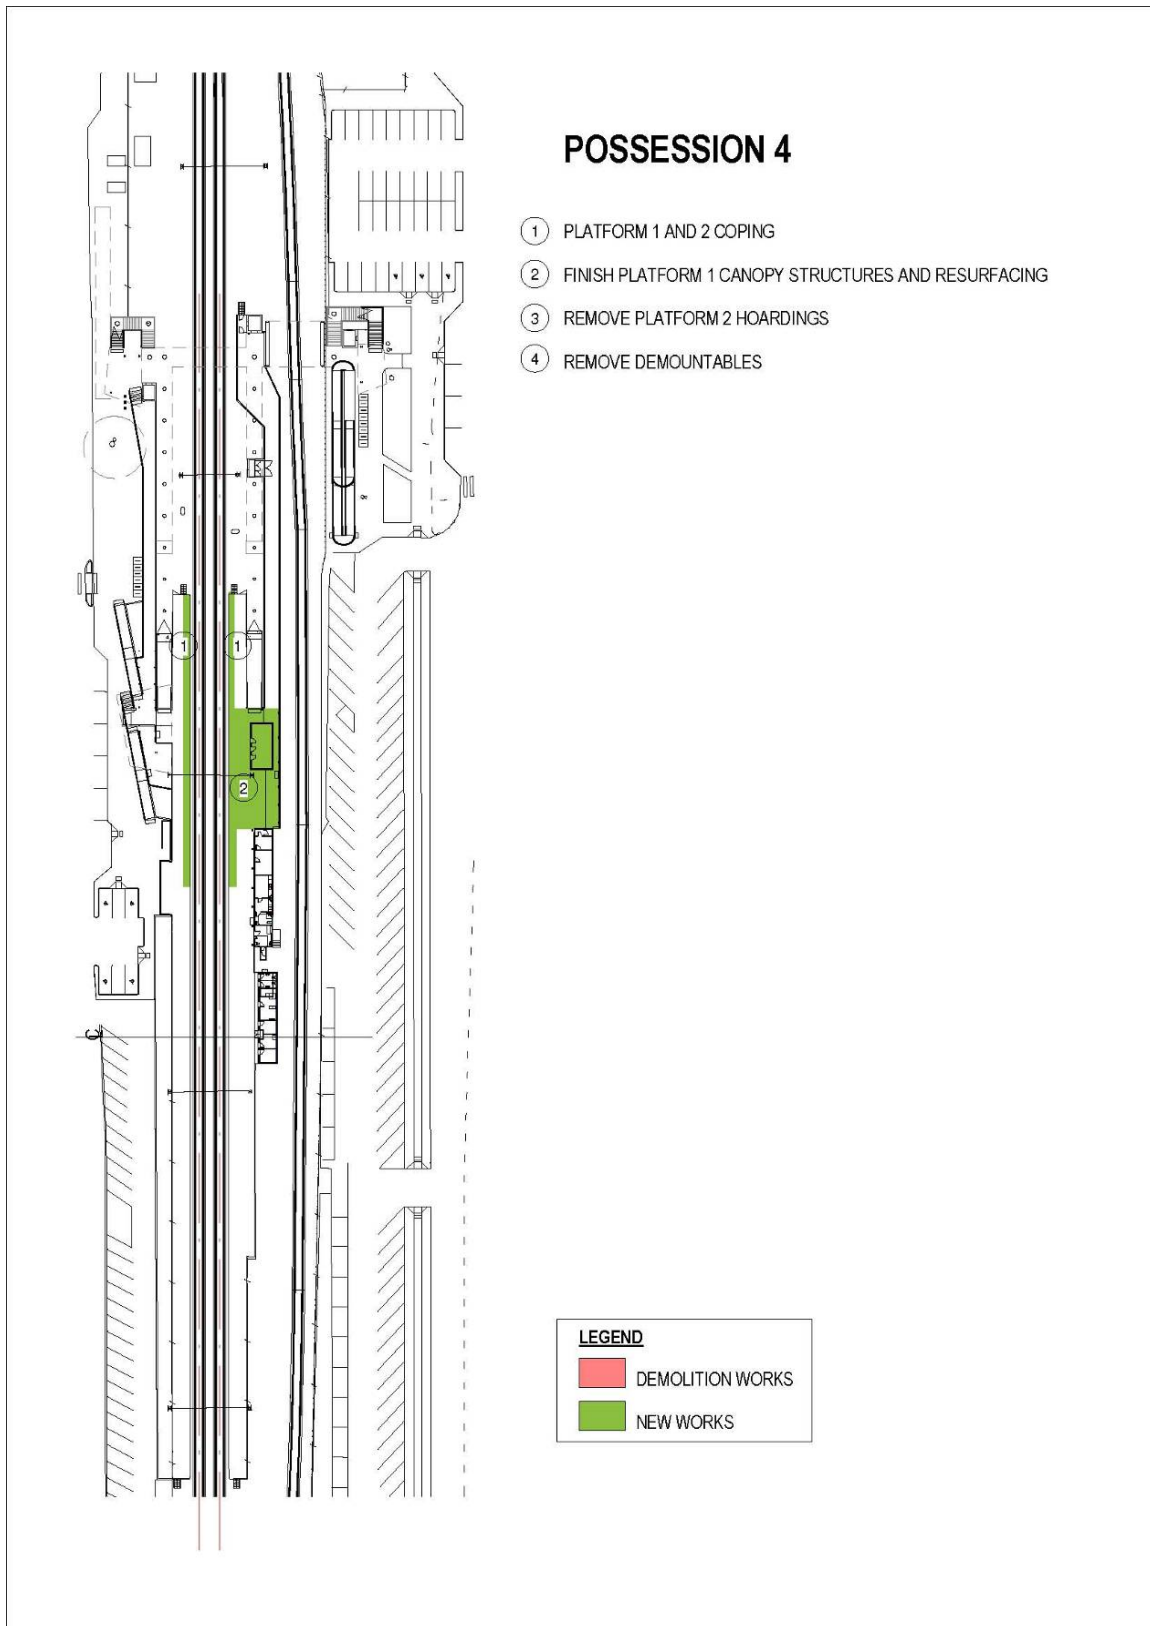 POSSESSION 4
1 PLATFORM 1 AND 2 COPING
2 FINISH PLATFORM 1 CANOPY STRUCTURES AND RESURFACING
3 REMOVE PLATFORM 2 HOARDINGS
4 REMOVE DEMOUNTABLES
1
1
2
LEGEND
DEMOLITION WORKS
NEW WORKS